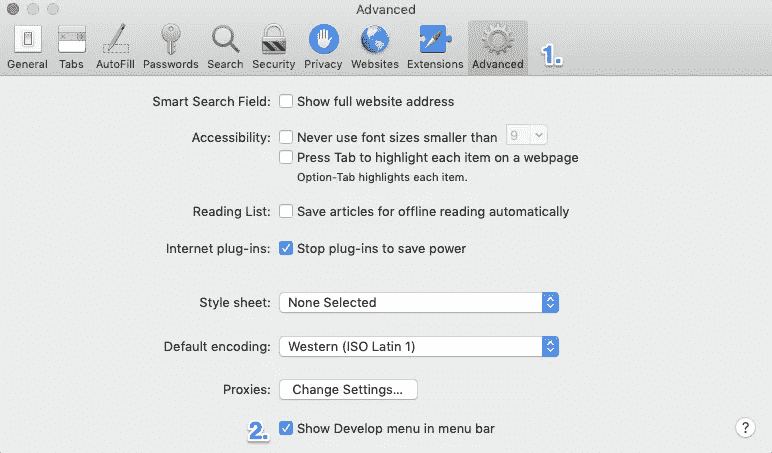 Advanced
General Tabs AutoFill Passwords Search Security Privacy Websites Extensions Advanced 1.
Smart Search Field: Show full website address
Accessibility: Never use font sizes smaller than 9
Press Tab to highlight each item on a webpage
Option-Tab highlights each item.
Reading List: Save articles for offline reading automatically
Internet plug-ins: Stop plug-ins to save power
Style sheet: None Selected
Default encoding: Western (ISO Latin 1)
Proxies: Change Settings...
2. Show Develop menu in menu bar ?